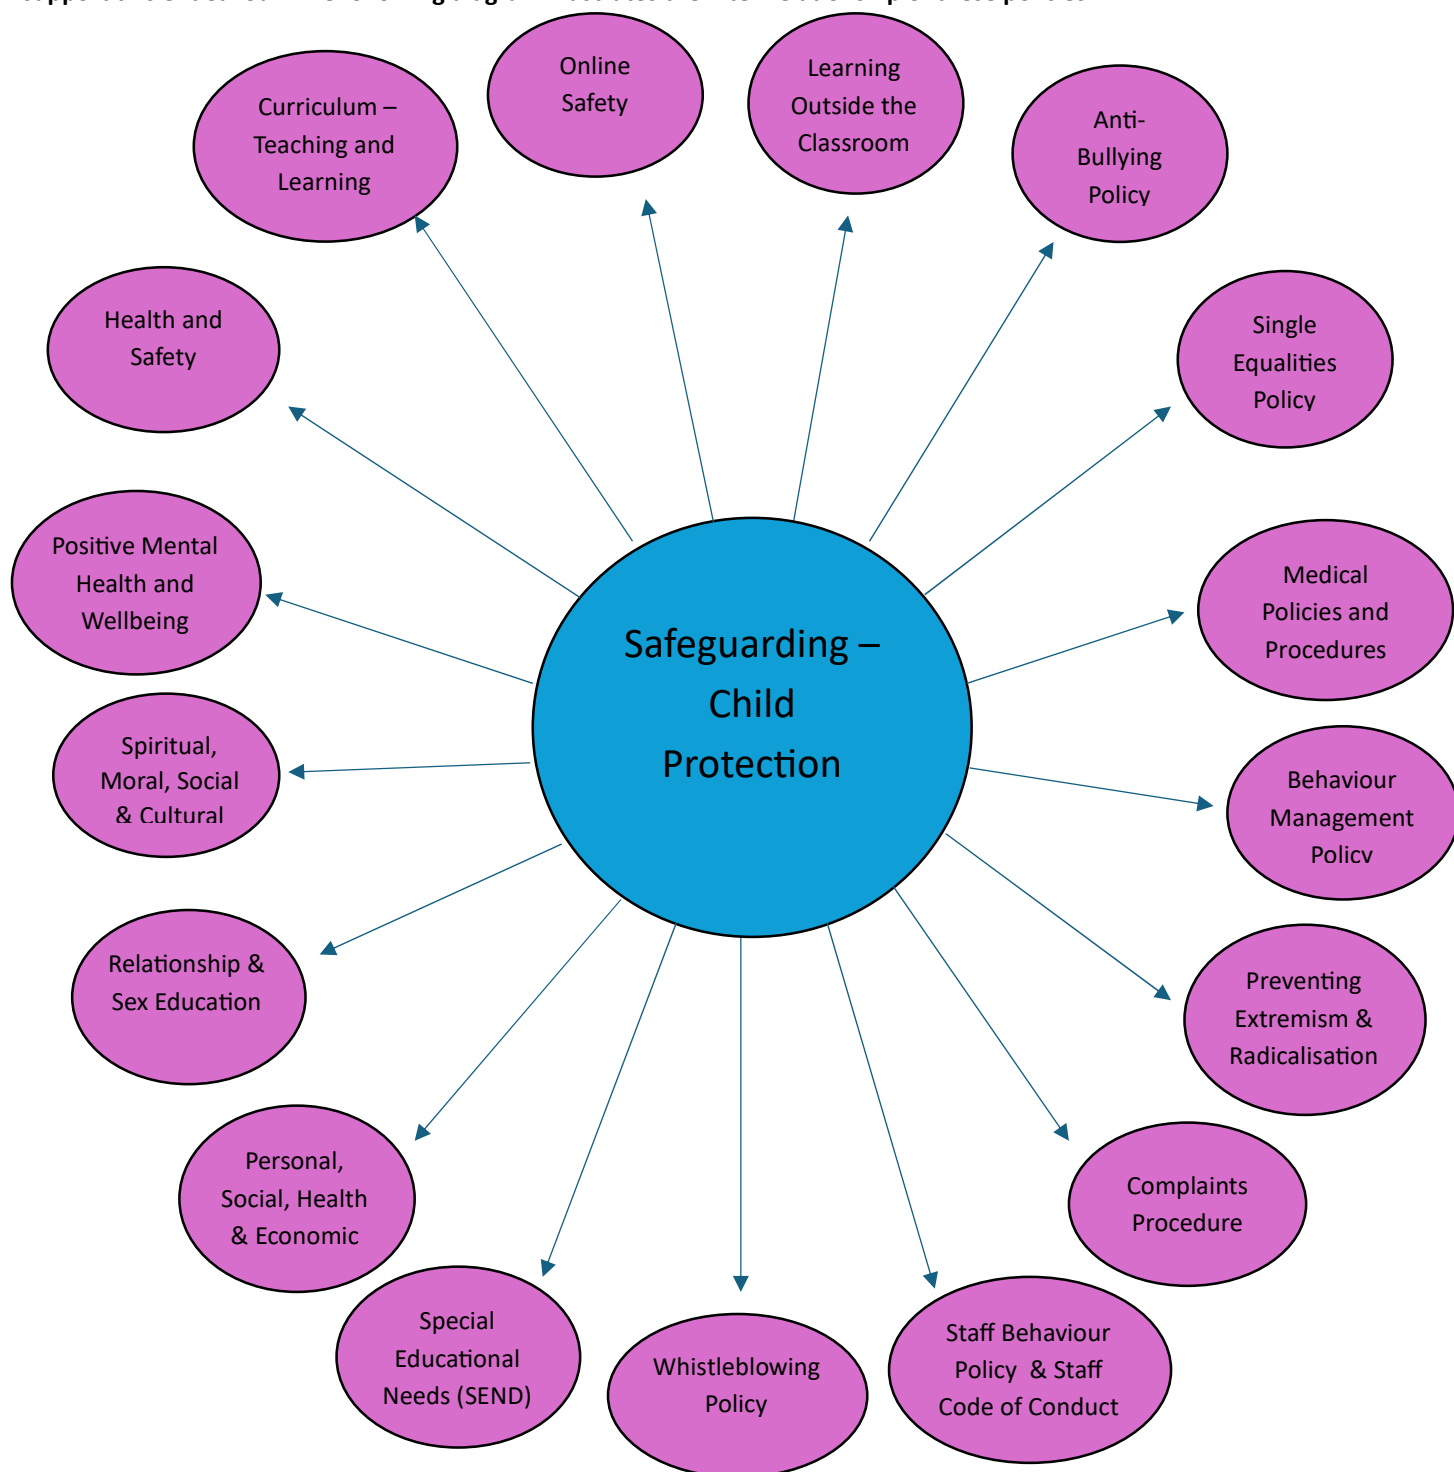 Online
Safety
Learning
Outside the
Classroom
Curriculum –
Teaching and
Learning
Anti-
Bullying
Policy
Health and
Safety
Single
Equalities
Policy
Positive Mental
Health and
Wellbeing
Medical
Policies and
Procedures
Safeguarding –
Child
Protection
Spiritual,
Moral, Social
& Cultural
Behaviour
Management
Policy
Relationship &
Sex Education
Preventing
Extremism &
Radicalisation
Personal,
Social, Health
& Economic
Complaints
Procedure
Special
Educational
Needs (SEND)
Whistleblowing
Policy
Staff Behaviour
Policy & Staff
Code of Conduct